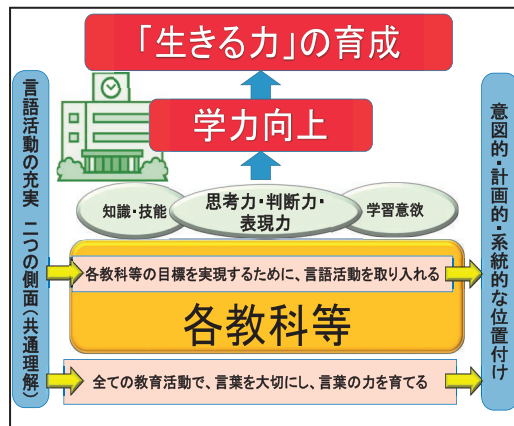 「生きる力」の育成
学力向上
言語活動の充実 二つの側面(共通理解)
知識・技能
思考力・判断力・
表現力
学習意欲
各教科等の目標を実現するために、言語活動を取り入れる
各教科等
全ての教育活動で、言葉を大切にし、言葉の力を育てる
意図的・計画的・系統的な位置付け